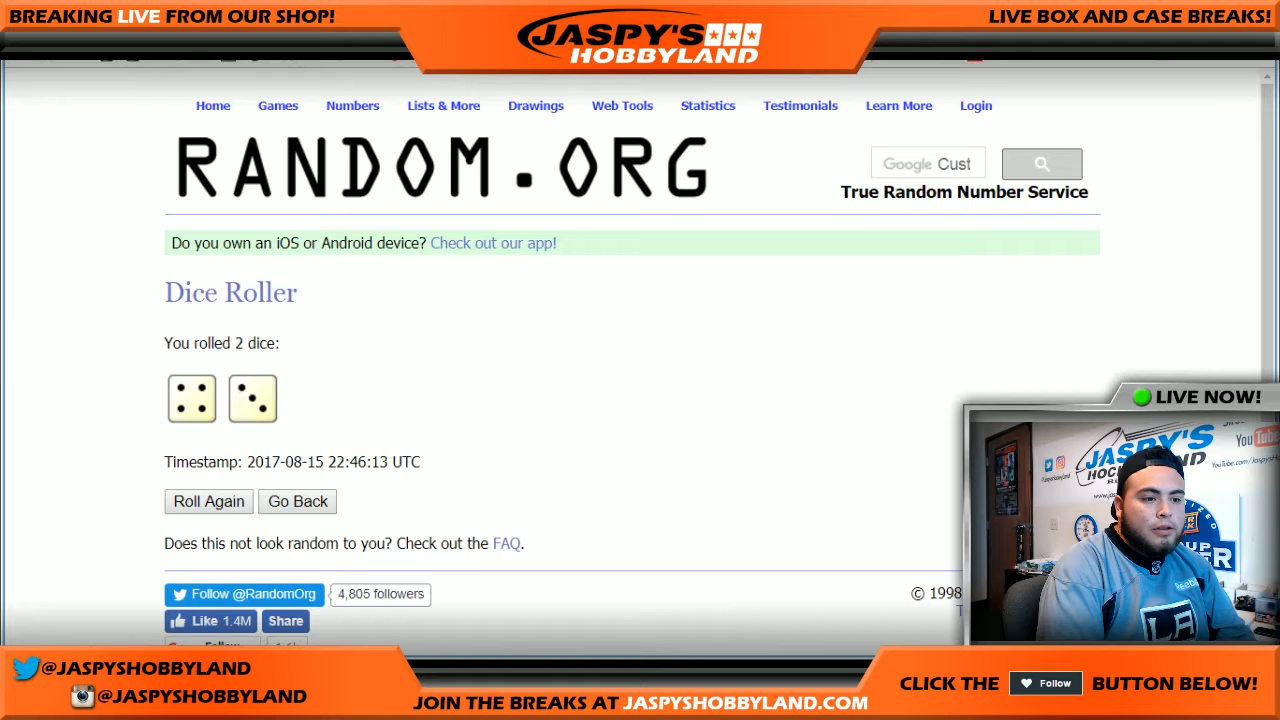 BREAKING LIVE FROM OUR SHOP!
JASPY'S
HOBBYLAND
LIVE BOX AND CASE BREAKS!
Home Games Numbers Lists & More Drawings Web Tools Statistics Testimonials Learn More Login
RANDOM.ORG
Google Cust
True Random Number Service
Do you own an iOS or Android device? Check out our app!
Dice Roller
You rolled 2 dice:
Timestamp: 2017-08-15 22:46:13 UTC
Roll Again Go Back
Does this not look random to you? Check out the FAQ.
Follow @RandomOrg 4,805 followers
© 1998
Like 1.4M Share
LIVE NOW!
JASPY'S
You Tube
LA
@JASPYSHOBBYLAND
@JASPYSHOBBYLAND
JOIN THE BREAKS AT JASPYSHOBBYLAND.COM
CLICK THE Follow BUTTON BELOW!